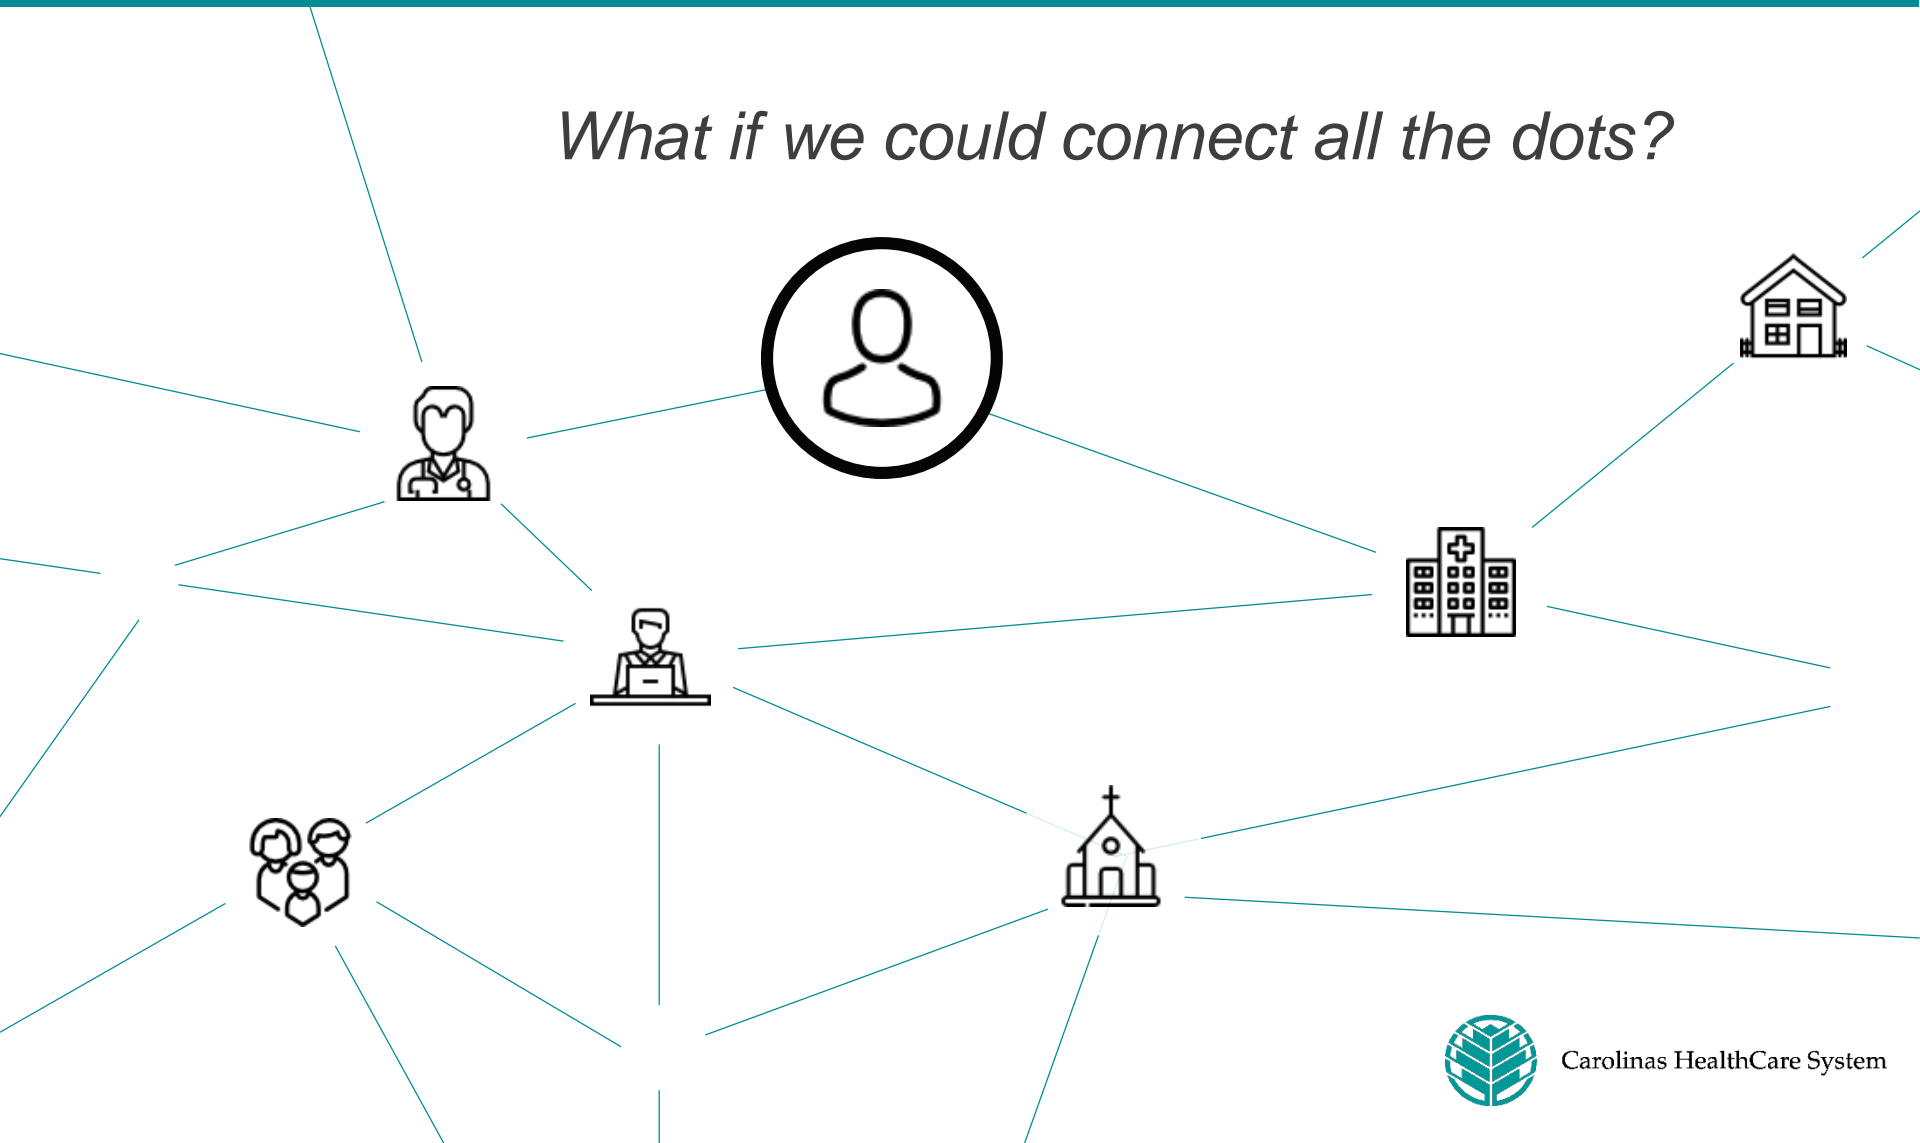 What if we could connect all the dots?
Carolinas HealthCare System